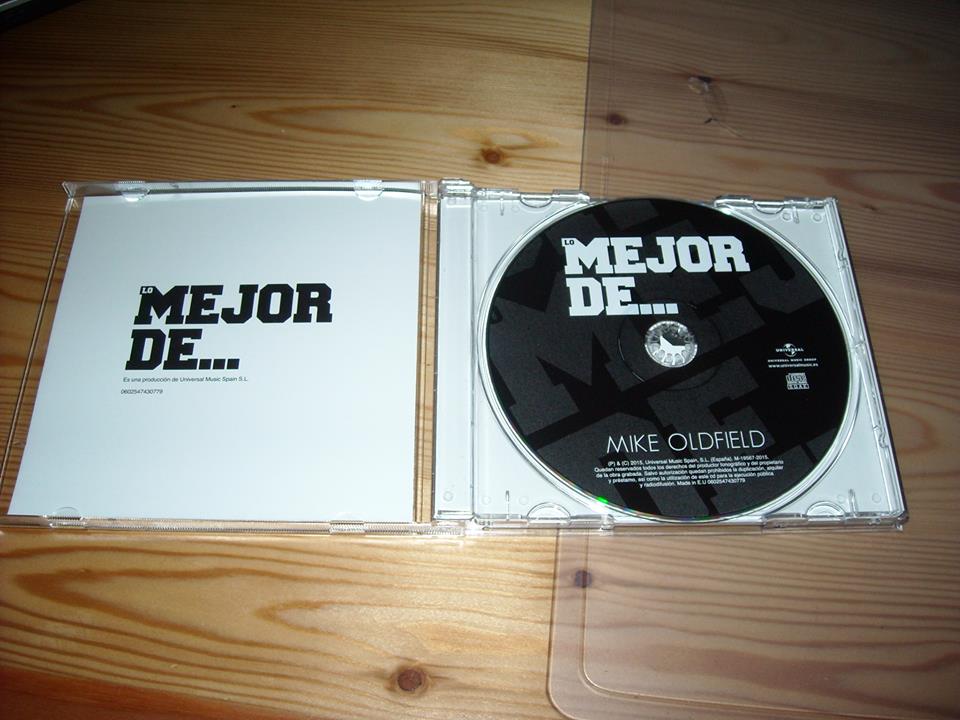 LO
MEJOR
DE...
Es una producción de Universal Music Spain S.L.
0602547430779
LO
MEJOR
DE...
UNIVERSAL
UNIVERSAL MUSIC GROUP
www.universalmusic.es
MIKE OLDFIELD
(P) & (C) 2015, Universal Music Spain, S.L. (España). M-19567-2015.
Quedan reservados todos los derechos del productor fonográfico y del propietario
de la obra grabada. Salvo autorización quedan prohibidos la duplicación, alquiler
y préstamo, así como la utilización de este cd para la ejecución pública
y radiodifusión. Made in E.U 0602547430779